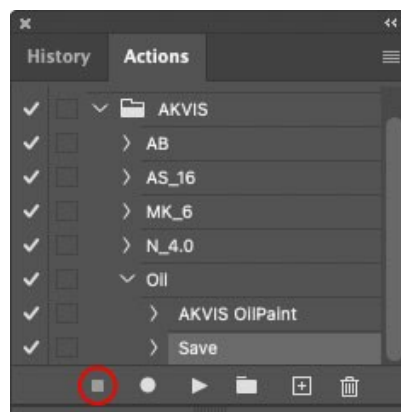 History Actions
AKVIS
AB
AS_16
MK_6
N_4.0
Oil
AKVIS OilPaint
Save